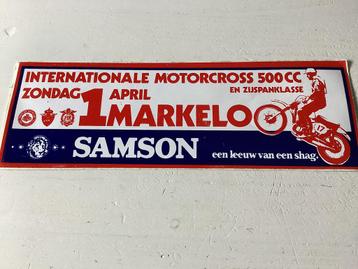 INTERNATIONALE MOTORCROSS 500CC
EN ZIJSPANKLASSE
ZONDAG 1 APRIL
MARKELO
SAMSON een leeuw van een shag.